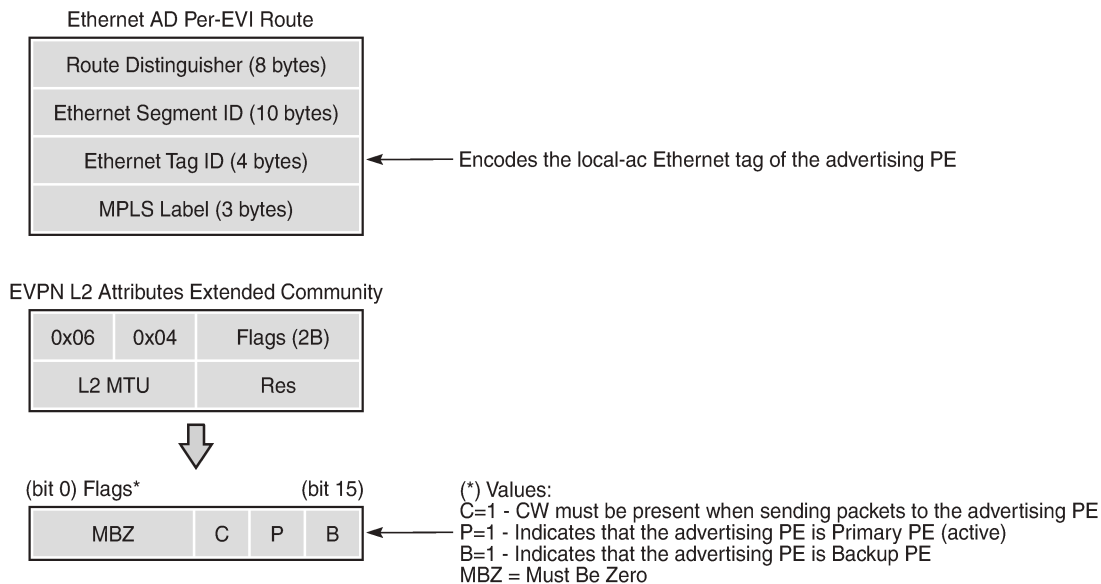 Ethernet AD Per-EVI Route
Route Distinguisher (8 bytes)
Ethernet Segment ID (10 bytes)
Ethernet Tag ID (4 bytes)
Encodes the local-ac Ethernet tag of the advertising PE
MPLS Label (3 bytes)
EVPN L2 Attributes Extended Community
0x06 0x04 Flags (2B)
L2 MTU Res
(bit 0) Flags* (bit 15)
MBZ C P B
(*) Values:
C=1 - CW must be present when sending packets to the advertising PE
P=1 - Indicates that the advertising PE is Primary PE (active)
B=1 - Indicates that the advertising PE is Backup PE
MBZ = Must Be Zero